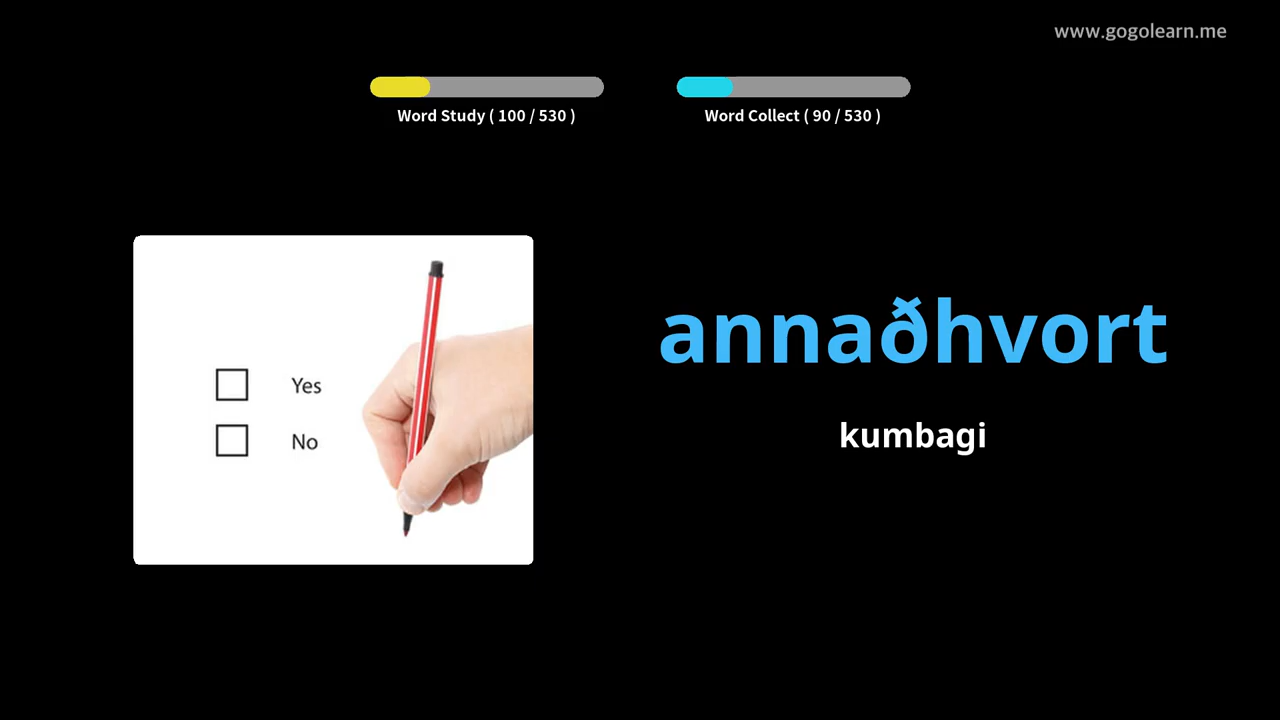 www.gogolearn.me
Word Study ( 100 / 530 )
Word Collect ( 90 / 530 )
annaðhvort
kumbagi
Yes
No